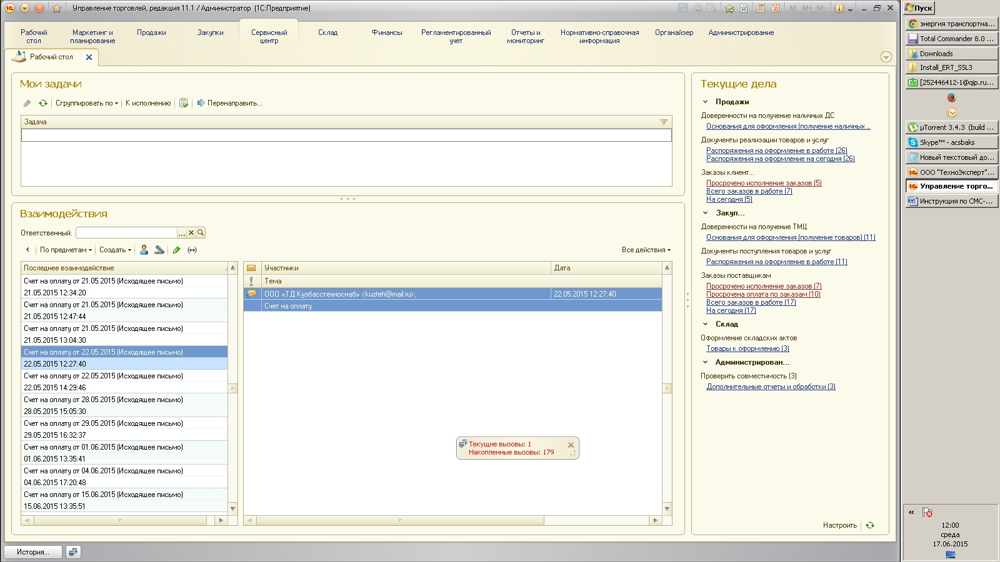 Управление торговлей, редакция 11.1 / Администратор (1С:Предприятие)
M M+ M-
Рабочий стол
Маркетинг и планирование
Продажи
Закупки
Сервисный центр
Склад
Финансы
Регламентированный учет
Отчеты и мониторинг
Нормативно-справочная информация
Органайзер
Администрирование
Рабочий стол
Мои задачи
Сгруппировать по
К исполнению
Перенаправить...
Задача
Взаимодействия
Ответственный:
По предметам
Создать
Все действия
Последнее взаимодействие
Счет на оплату от 21.05.2015 (Исходящее письмо)
21.05.2015 12:34:20
Счет на оплату от 21.05.2015 (Исходящее письмо)
21.05.2015 12:47:44
Счет на оплату от 21.05.2015 (Исходящее письмо)
21.05.2015 13:04:30
Счет на оплату от 22.05.2015 (Исходящее письмо)
22.05.2015 12:27:40
Счет на оплату от 22.05.2015 (Исходящее письмо)
22.05.2015 14:29:46
Счет на оплату от 28.05.2015 (Исходящее письмо)
28.05.2015 15:05:30
Счет на оплату от 29.05.2015 (Исходящее письмо)
29.05.2015 16:32:37
Счет на оплату от 01.06.2015 (Исходящее письмо)
01.06.2015 13:35:41
Счет на оплату от 04.06.2015 (Исходящее письмо)
04.06.2015 17:20:48
Счет на оплату от 15.06.2015 (Исходящее письмо)
15.06.2015 13:35:51
Участники
Дата
Тема
ООО «ТД Кузбасстехноснаб» <kuzteh@mail.ru>;
22.05.2015 12:27:40
Счет на оплату
Текущие вызовы: 1
Накопленные вызовы: 179
Текущие дела
Продажи
Доверенности на получение наличных ДС
Основания для оформления (получение наличных ...
Документы реализации товаров и услуг
Распоряжения на оформление в работе (26)
Распоряжения на оформление на сегодня (26)
Заказы клиент...
Просрочено исполнение заказов (5)
Всего заказов в работе (7)
На сегодня (5)
Закуп...
Доверенности на получение ТМЦ
Основания для оформления (получение товаров) (11)
Документы поступления товаров и услуг
Распоряжения на оформление в работе (11)
Заказы поставщикам
Просрочено исполнение заказов (7)
Просрочена оплата по заказам (10)
Всего заказов в работе (17)
На сегодня (17)
Склад
Оформление складских актов
Товары к оформлению (3)
Администрирован...
Проверить совместимость (3)
Дополнительные отчеты и обработки (3)
Настроить
История...
Пуск
энергия транспортна...
Total Commander 8.0 ...
Downloads
Install_ERT_SSL3
[252446412-1@qip.ru...
µTorrent 3.4.3 (build ...
Skype™ - acsbaks
Новый текстовый до...
ООО "ТехноЭксперт"...
Управление торго...
Инструкция по СМС-...
12:00
среда
17.06.2015